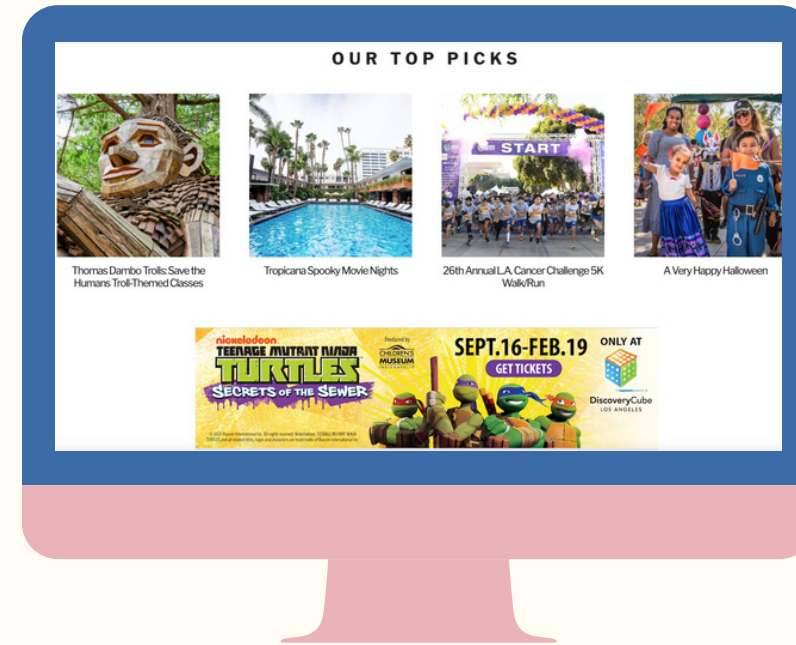 OUR TOP PICKS
START
Thomas Dambo Trolls: Save the
Humans Troll-Themed Classes
Tropicana Spooky Movie Nights
26th Annual L.A. Cancer Challenge 5K
Walk/Run
A Very Happy Halloween
nickelodeon
TEENAGE MUTANT NINJA
TURTLES
SECRETS OF THE SEWER
Produced by
CHILDREN'S
MUSEUM
SEPT.16-FEB.19
GET TICKETS
ONLY AT
DiscoveryCube
LOS ANGELES